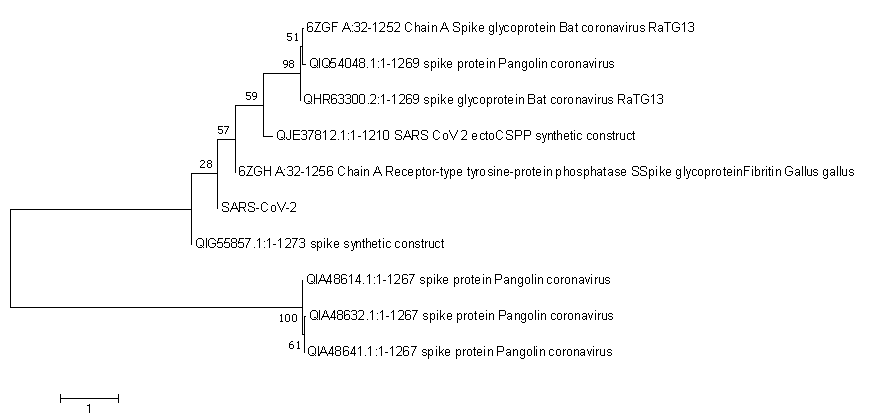 6ZGF A:32-1252 Chain A Spike glycoprotein Bat coronavirus RaTG13
51
QIQ54048.1:1-1269 spike protein Pangolin coronavirus
98
QHR63300.2:1-1269 spike glycoprotein Bat coronavirus RaTG13
59
QJE37812.1:1-1210 SARS CoV 2 ectoCSPP synthetic construct
57
28
6ZGH A:32-1256 Chain A Receptor-type tyrosine-protein phosphatase SSpike glycoproteinFibritin Gallus gallus
SARS-CoV-2
QIG55857.1:1-1273 spike synthetic construct
QIA48614.1:1-1267 spike protein Pangolin coronavirus
QIA48632.1:1-1267 spike protein Pangolin coronavirus
100
61
QIA48641.1:1-1267 spike protein Pangolin coronavirus
1